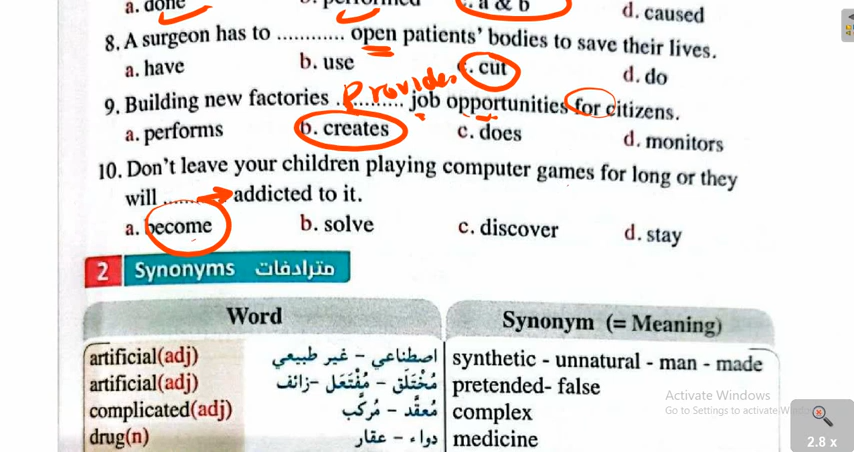 a. done b. performed c. a & b d. caused
8. A surgeon has to ............ open patients' bodies to save their lives.
a. have b. use c. cut d. do
Provide.
9. Building new factories ............ job opportunities for citizens.
a. performs b. creates c. does d. monitors
10. Don't leave your children playing computer games for long or they
will ............ addicted to it.
a. become b. solve c. discover d. stay
2 Synonyms مترادفات
Word Synonym (= Meaning)
artificial(adj) اصطناعي - غير طبيعي synthetic - unnatural - man - made
artificial(adj) مُخْتَلَق - مُفْتَعَل - زائف pretended- false
complicated(adj) مُعقَّد - مُركَّب complex
drug(n) دواء - عقار medicine
Activate Windows
Go to Settings to activate Windows
2.8 x